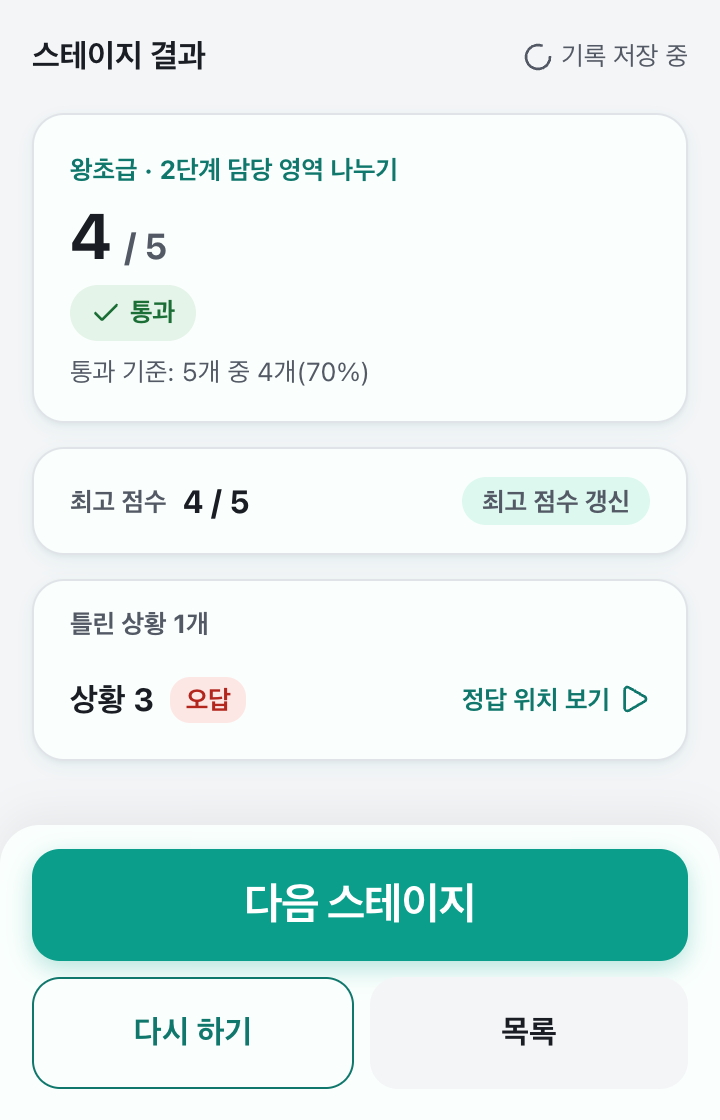 스테이지 결과
기록 저장 중
왕초급 · 2단계 담당 영역 나누기
4 / 5
통과
통과 기준: 5개 중 4개(70%)
최고 점수 4 / 5
최고 점수 갱신
틀린 상황 1개
상황 3 오답
정답 위치 보기
다음 스테이지
다시 하기
목록